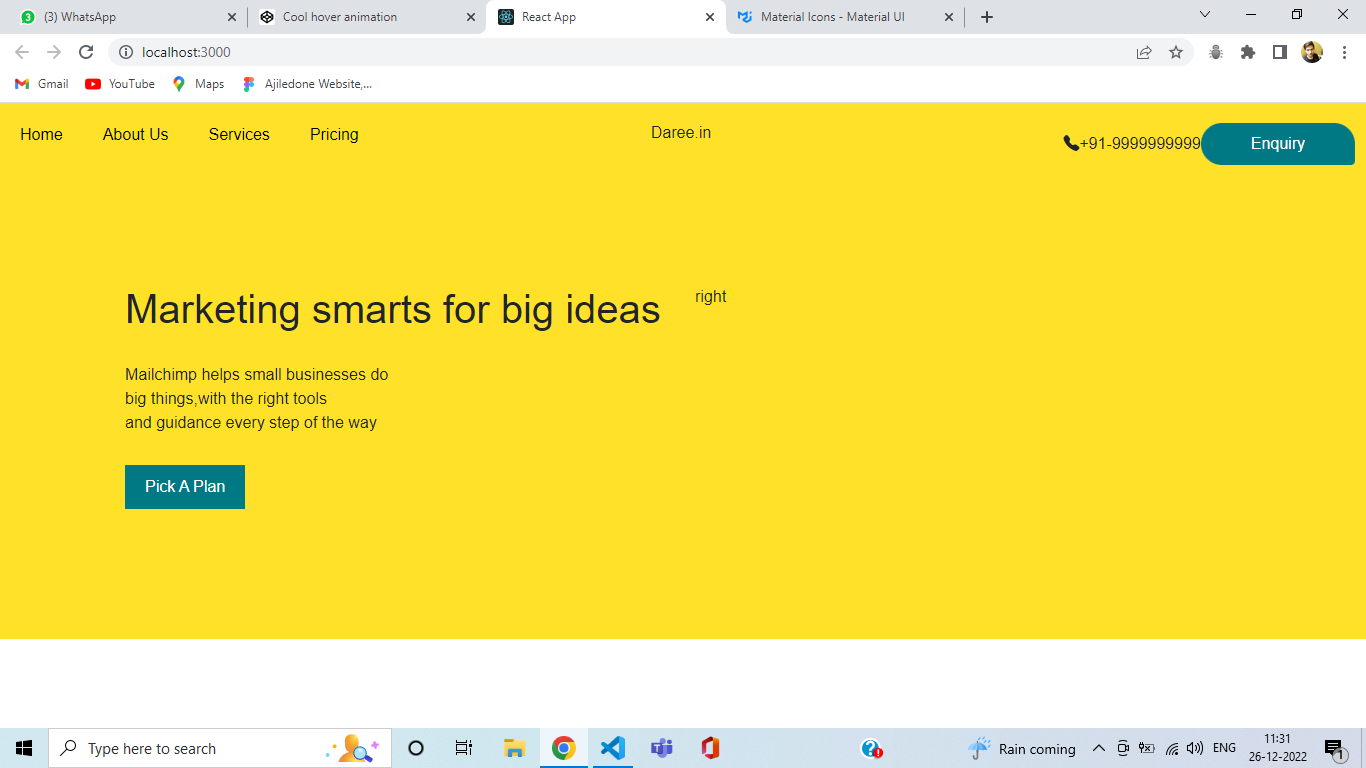 (3) WhatsApp
Cool hover animation
React App
Material Icons - Material UI
localhost:3000
Gmail
YouTube
Maps
Ajiledone Website,...
Home
About Us
Services
Pricing
Daree.in
+91-9999999999
Enquiry
Marketing smarts for big ideas
right
Mailchimp helps small businesses do
big things,with the right tools
and guidance every step of the way
Pick A Plan
Type here to search
Rain coming
ENG
11:31
26-12-2022
1